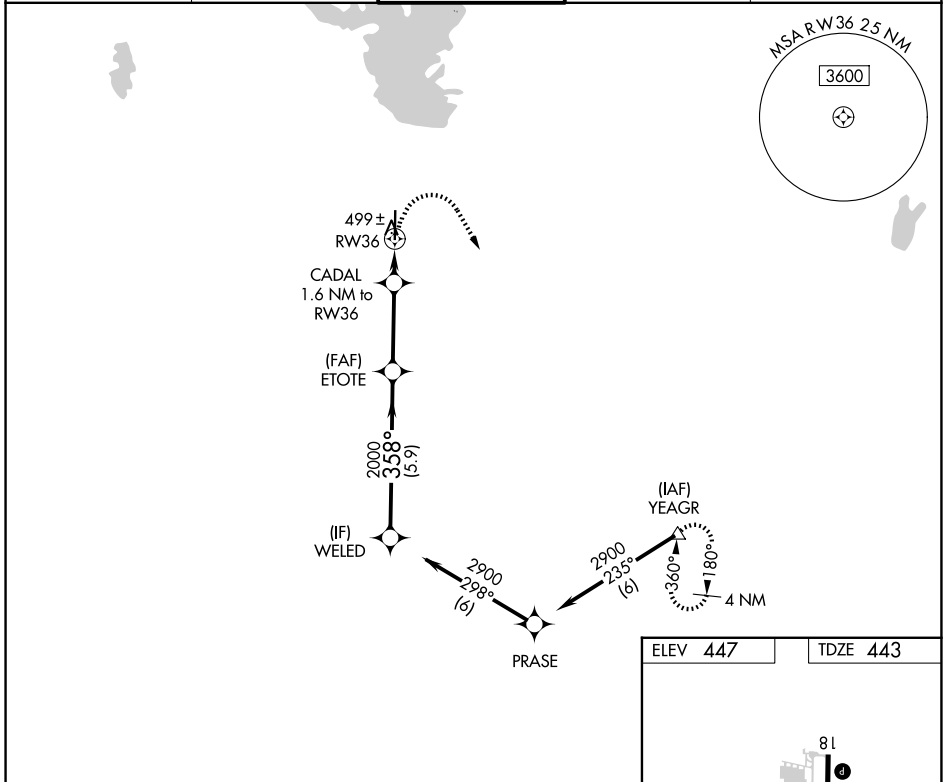 MSA RW36 25 NM
3600
499±
RW36
CADAL
1.6 NM to
RW36
(FAF)
ETOTE
2000
358°
(5.9)
(IF)
WELED
2900
298°
(6)
PRASE
2900
235°
(6)
(IAF)
YEAGR
360°
180°
4 NM
ELEV 447
TDZE 443
18
P